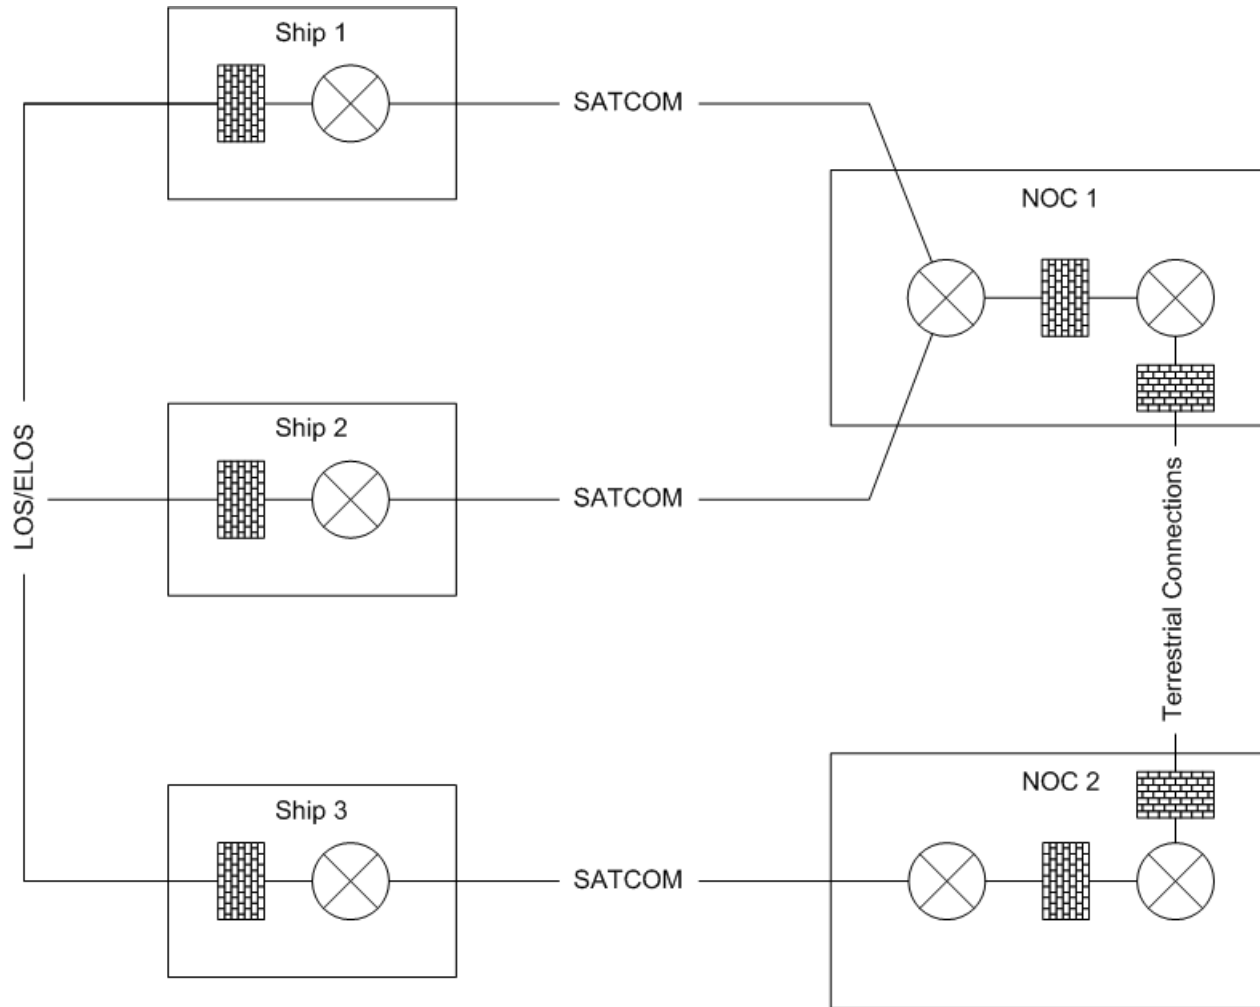 Ship 1
SATCOM
NOC 1
Ship 2
LOS/ELOS
SATCOM
Terrestrial Connections
NOC 2
Ship 3
SATCOM